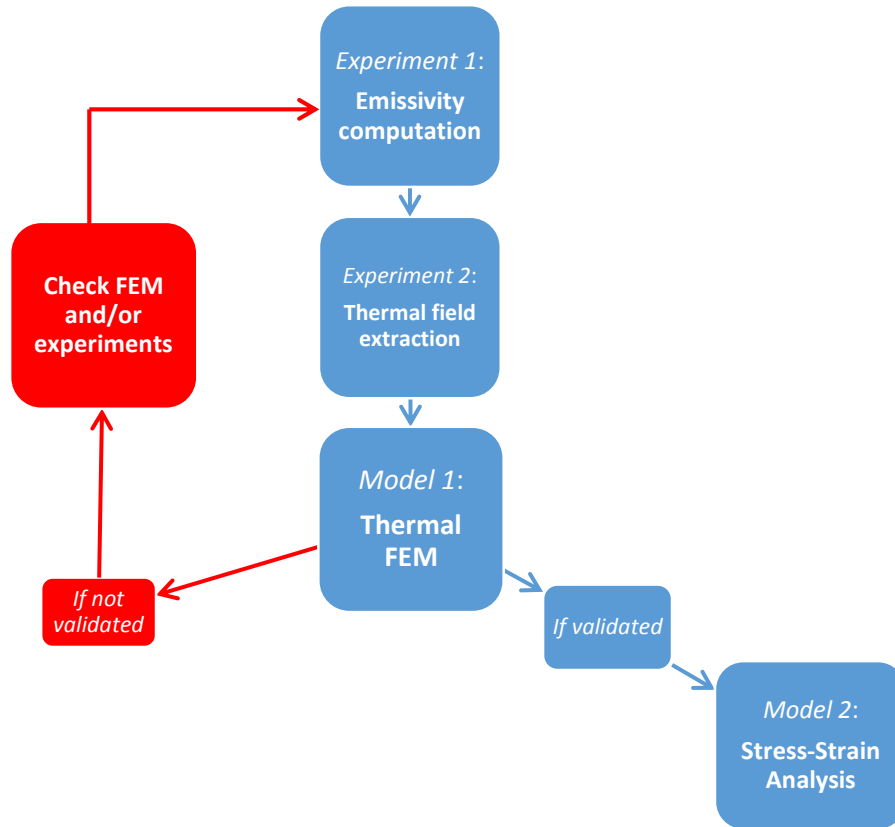 Experiment 1:
Emissivity
computation
Experiment 2:
Thermal field
extraction
Check FEM
and/or
experiments
Model 1:
Thermal
FEM
If not
validated
If validated
Model 2:
Stress-Strain
Analysis